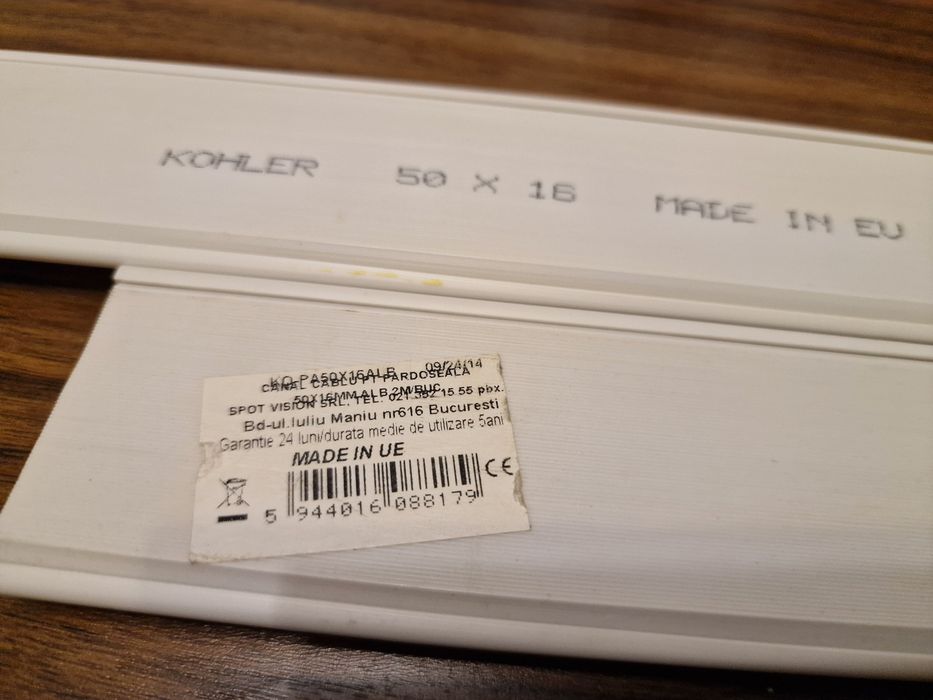 KOHLER 50 X 16 MADE IN EU
KO-PA50X16ALB 09/24/14
CANAL CABLU PT PARDOSEALA
50X16MM ALB 2M/BUC
SPOT VISION SRL, TEL. 021 592 15 55 pbx.
Bd-ul.Iuliu Maniu nr616 Bucuresti
Garantie 24 luni/durata medie de utilizare 5ani
MADE IN UE
CE
5 944016 088179